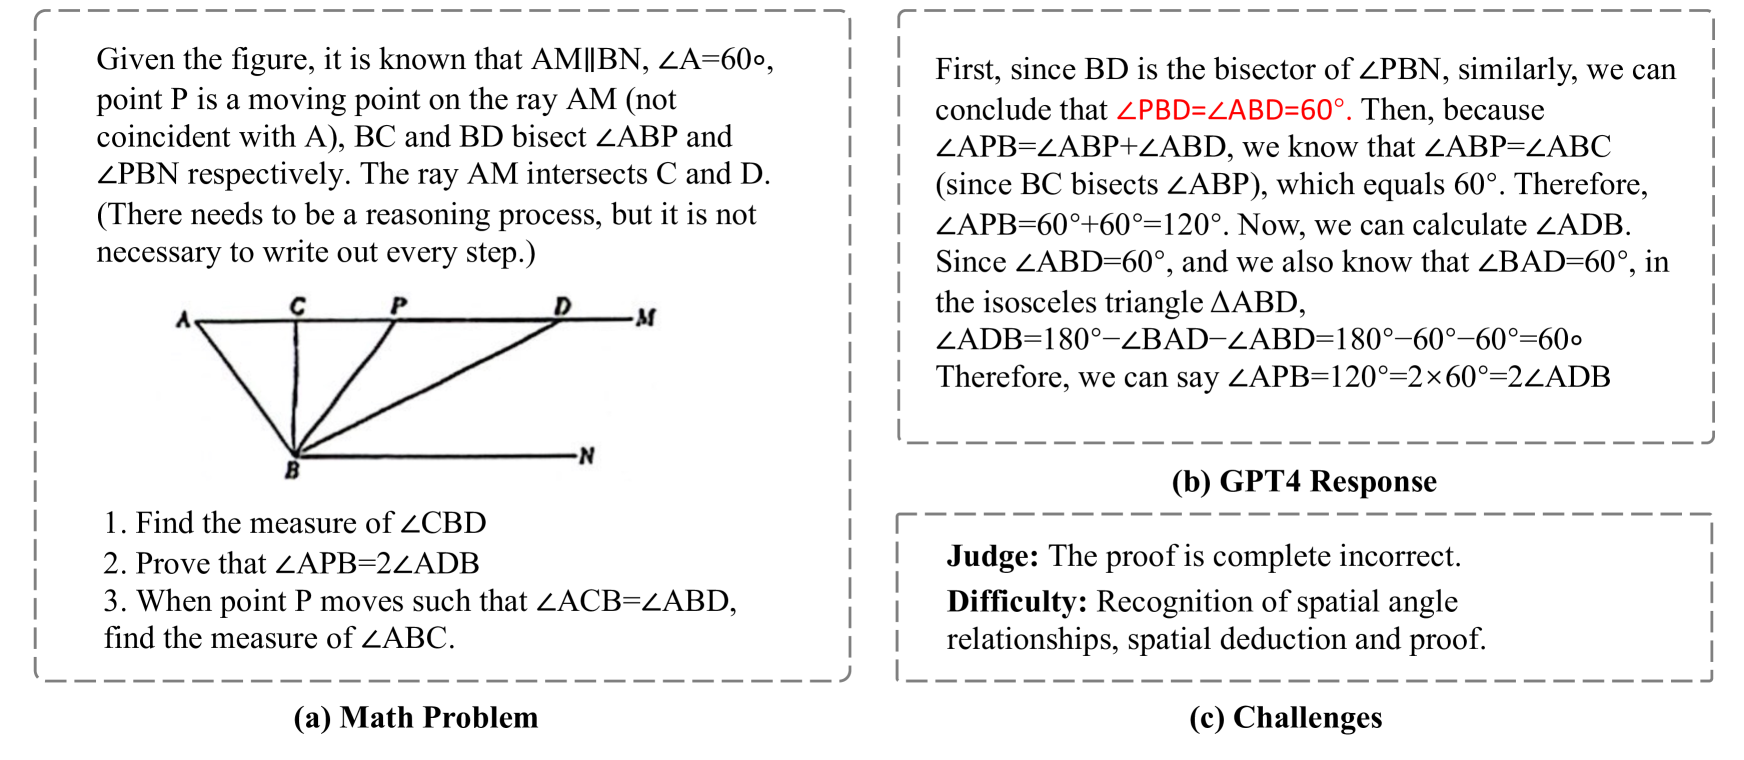 Given the figure, it is known that AM∥BN, ∠A=60∘,
point P is a moving point on the ray AM (not
coincident with A), BC and BD bisect ∠ABP and
∠PBN respectively. The ray AM intersects C and D.
(There needs to be a reasoning process, but it is not
necessary to write out every step.)
A C P D M
B N
1. Find the measure of ∠CBD
2. Prove that ∠APB=2∠ADB
3. When point P moves such that ∠ACB=∠ABD,
find the measure of ∠ABC.
(a) Math Problem
First, since BD is the bisector of ∠PBN, similarly, we can
conclude that ∠PBD=∠ABD=60°. Then, because
∠APB=∠ABP+∠ABD, we know that ∠ABP=∠ABC
(since BC bisects ∠ABP), which equals 60°. Therefore,
∠APB=60°+60°=120°. Now, we can calculate ∠ADB.
Since ∠ABD=60°, and we also know that ∠BAD=60°, in
the isosceles triangle ΔABD,
∠ADB=180°−∠BAD−∠ABD=180°−60°−60°=60∘
Therefore, we can say ∠APB=120°=2×60°=2∠ADB
(b) GPT4 Response
Judge: The proof is complete incorrect.
Difficulty: Recognition of spatial angle
relationships, spatial deduction and proof.
(c) Challenges